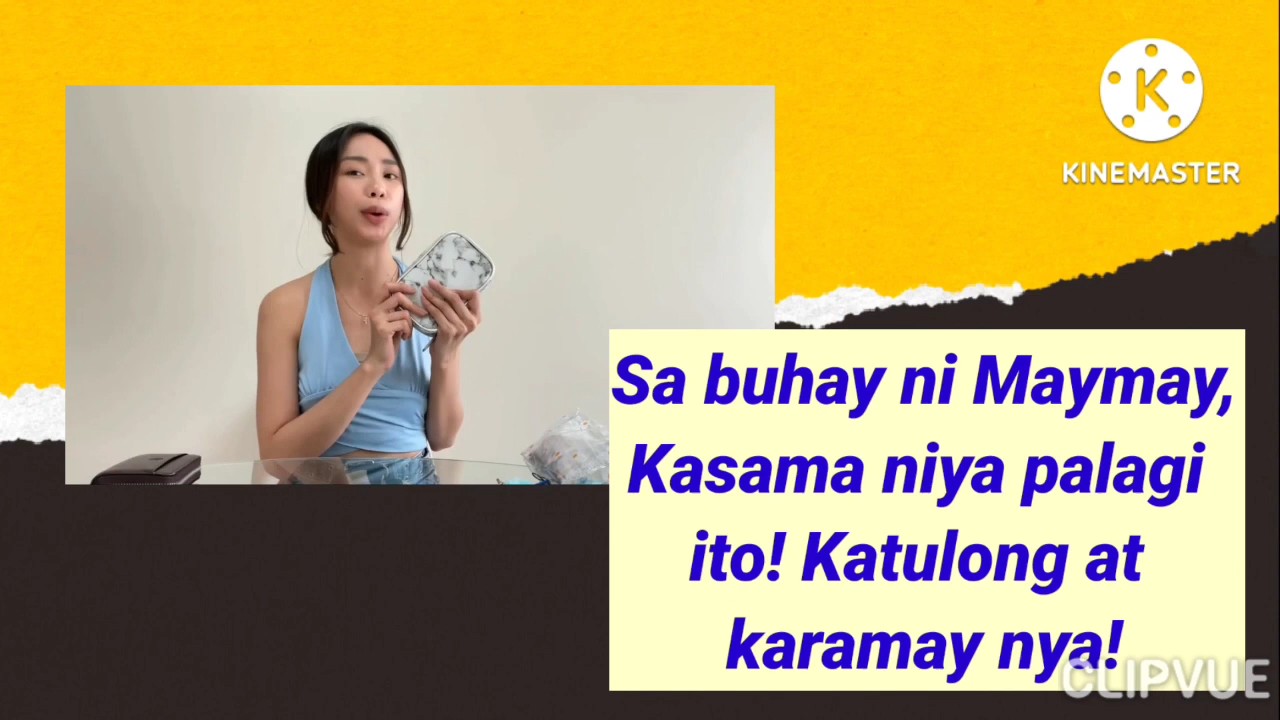 KINEMASTER
Sa buhay ni Maymay,
Kasama niya palagi
ito! Katulong at
karamay nya!
CLIPVUE